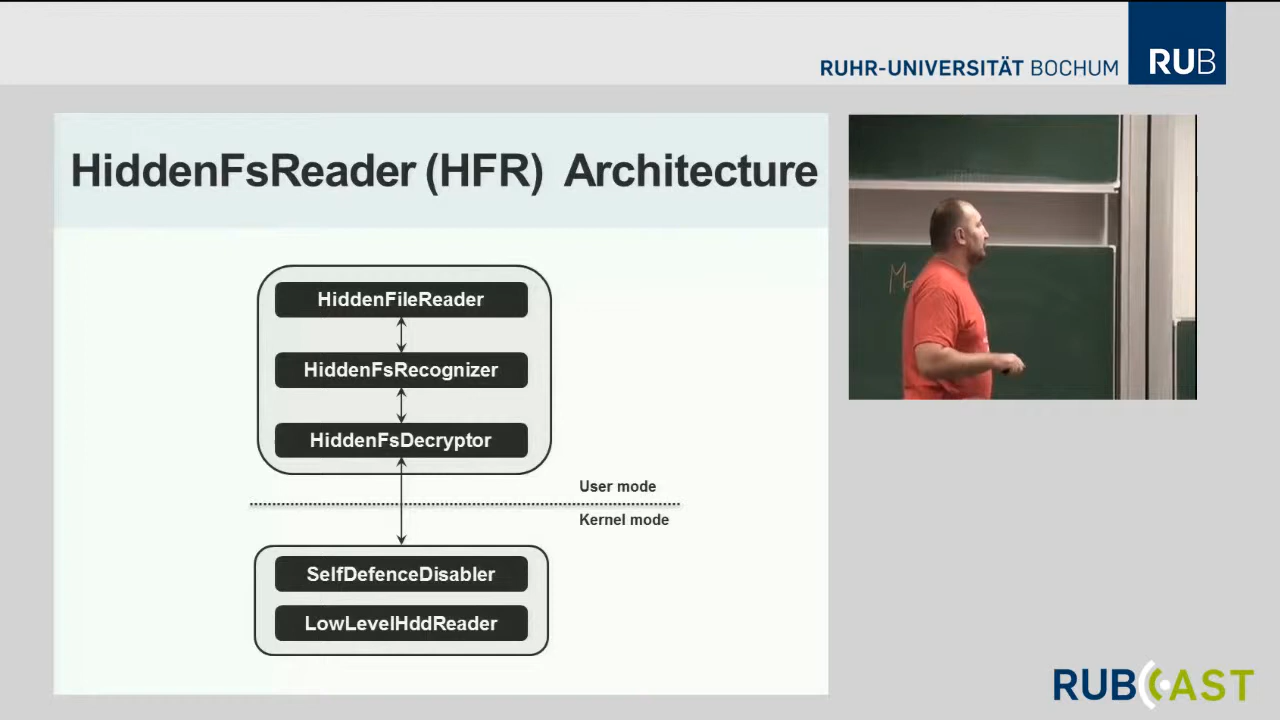 RUHR-UNIVERSITÄT BOCHUM
RUB
HiddenFsReader (HFR) Architecture
HiddenFileReader
HiddenFsRecognizer
HiddenFsDecryptor
User mode
Kernel mode
SelfDefenceDisabler
LowLevelHddReader
RUBCAST